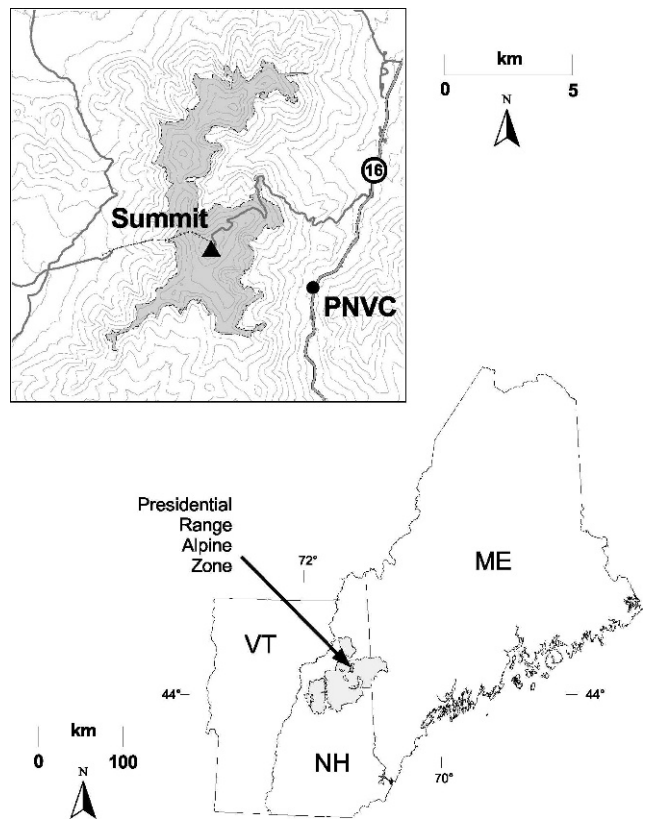 km
0 5
N
16
Summit
PNVC
Presidential
Range
Alpine
Zone
72°
ME
VT
44°
44°
km
0 100
N
NH
70°